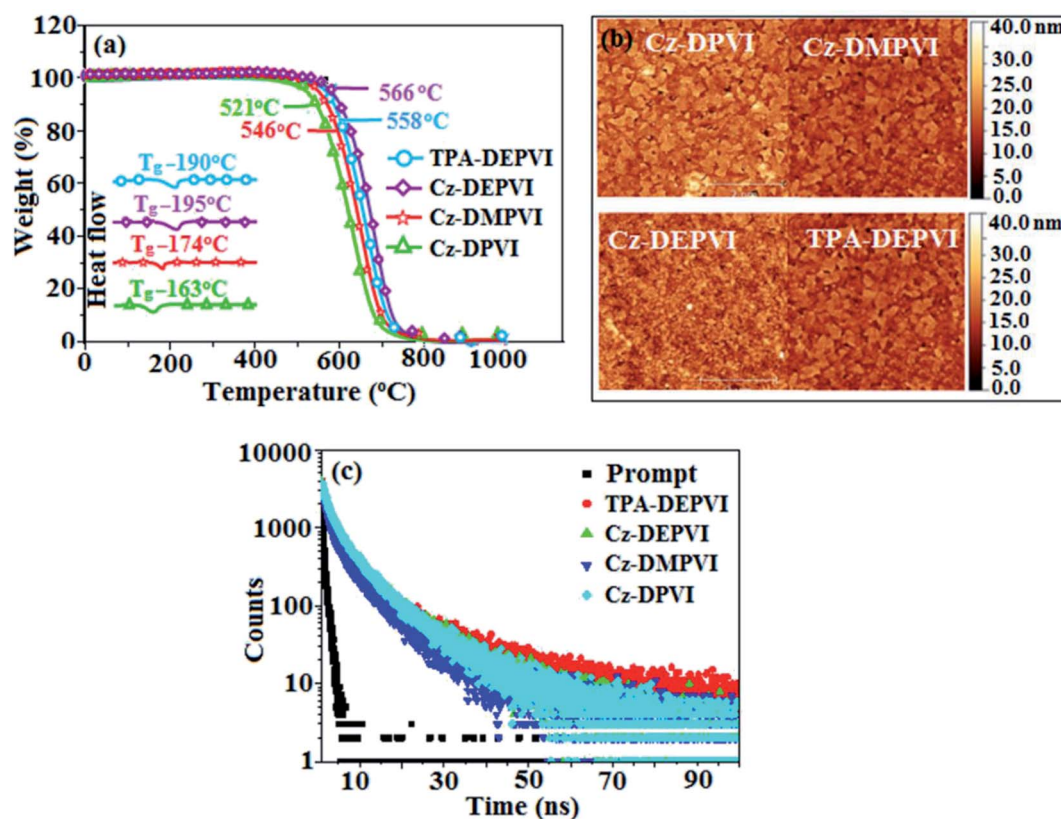 (a)
120
100
80
60
40
20
0
Weight (%)
Heat flow
521°C
546°C
566 °C
558°C
Tg–190°C
Tg–195°C
Tg–174°C
Tg–163°C
TPA-DEPVI
Cz-DEPVI
Cz-DMPVI
Cz-DPVI
0 200 400 600 800 1000
Temperature (°C)
(b)
Cz-DPVI
Cz-DMPVI
40.0 nm
35.0
30.0
25.0
20.0
15.0
10.0
5.0
0.0
Cz-DEPVI
TPA-DEPVI
40.0 nm
35.0
30.0
25.0
20.0
15.0
10.0
5.0
0.0
(c)
10000
1000
100
10
1
Counts
Prompt
TPA-DEPVI
Cz-DEPVI
Cz-DMPVI
Cz-DPVI
10 30 50 70 90
Time (ns)